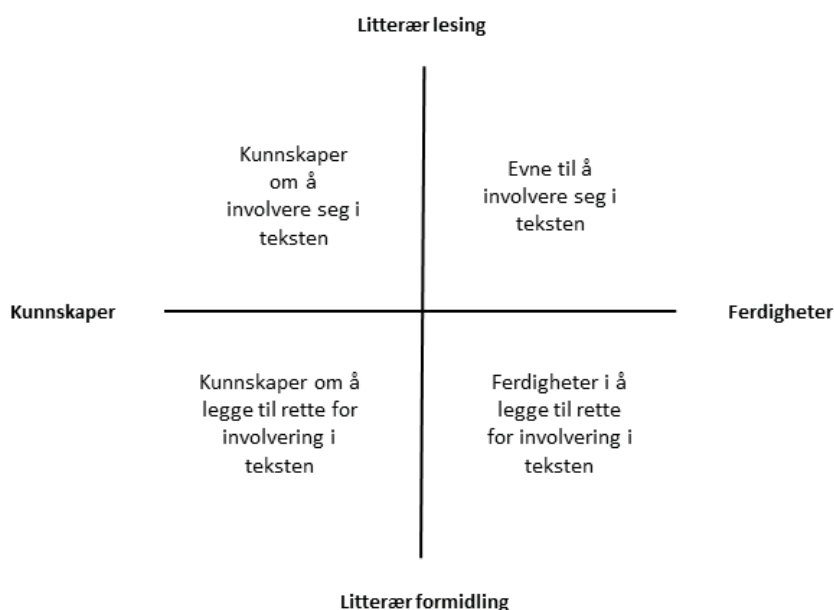 Litterær lesing
Kunnskaper
om å
involvere seg i
teksten
Evne til å
involvere seg i
teksten
Kunnskaper
Ferdigheter
Kunnskaper om å
legge til rette for
involvering i
teksten
Ferdigheter i å
legge til rette
for involvering i
teksten
Litterær formidling